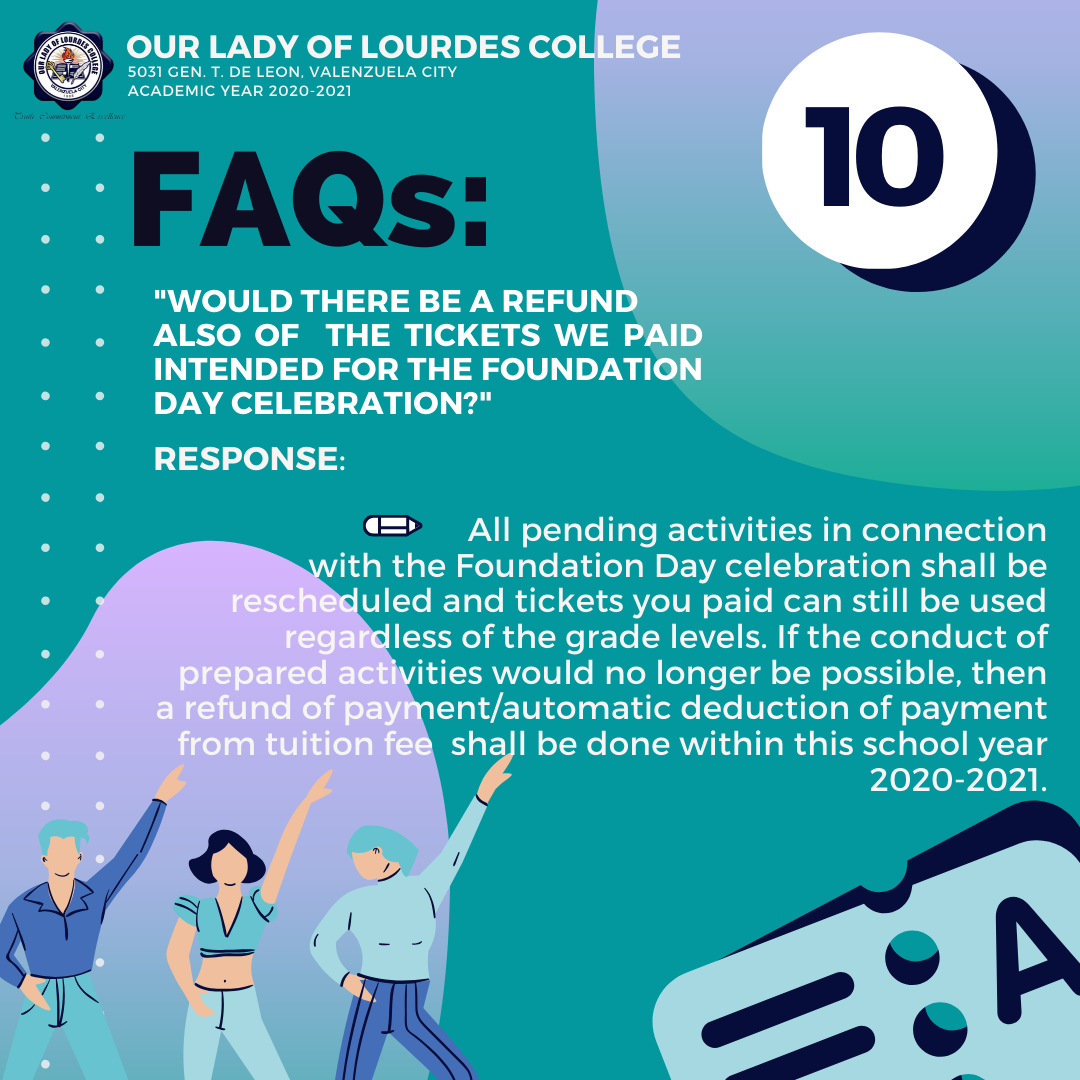 OUR LADY OF LOURDES COLLEGE
5031 GEN. T. DE LEON, VALENZUELA CITY
ACADEMIC YEAR 2020-2021
OUR LADY OF LOURDES COLLEGE
VALENZUELA CITY
Truth Commitment Excellence
10
FAQs:
"WOULD THERE BE A REFUND
ALSO OF THE TICKETS WE PAID
INTENDED FOR THE FOUNDATION
DAY CELEBRATION?"
RESPONSE:
All pending activities in connection
with the Foundation Day celebration shall be
rescheduled and tickets you paid can still be used
regardless of the grade levels. If the conduct of
prepared activities would no longer be possible, then
a refund of payment/automatic deduction of payment
from tuition fee shall be done within this school year
2020-2021.
A